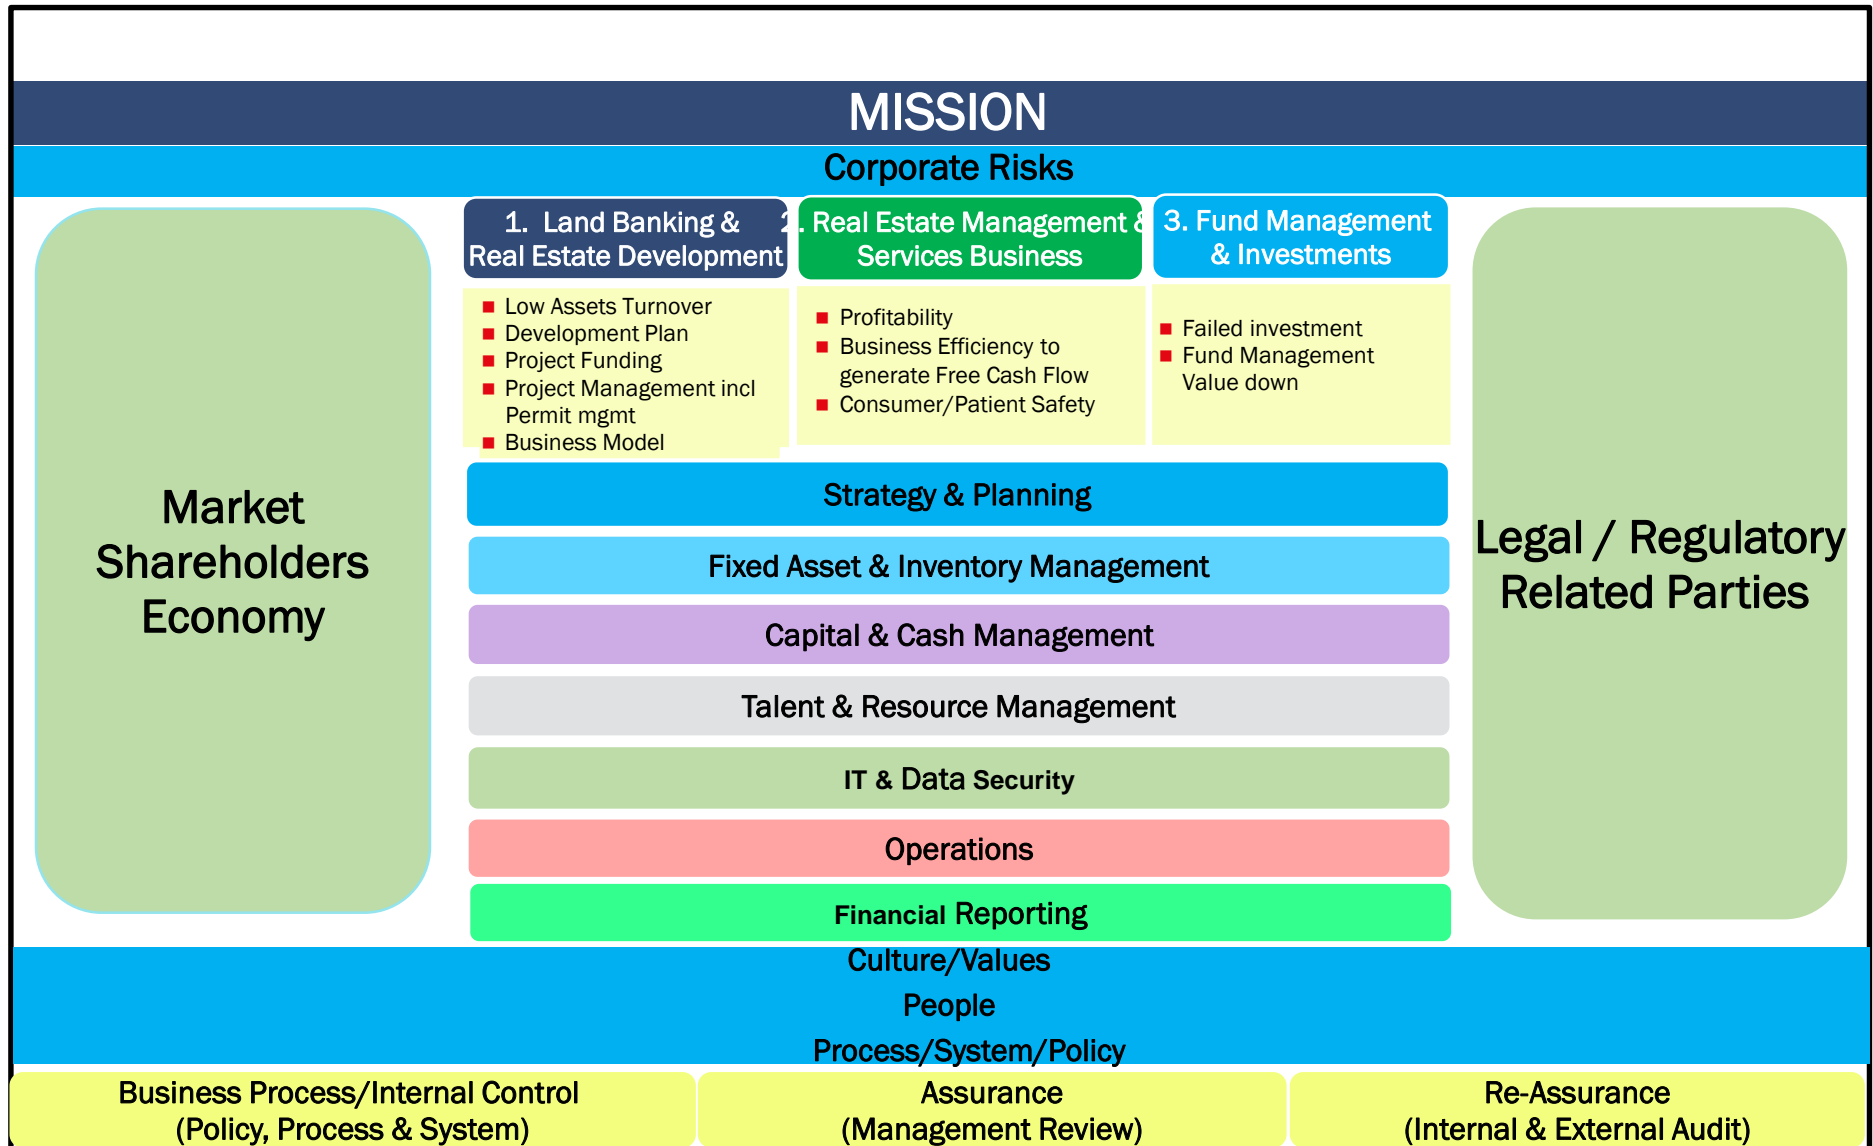 MISSION
Corporate Risks
1. Land Banking &
Real Estate Development
2. Real Estate Management &
Services Business
3. Fund Management
& Investments
Low Assets Turnover
Development Plan
Project Funding
Project Management incl
Permit mgmt
Business Model
Profitability
Business Efficiency to
generate Free Cash Flow
Consumer/Patient Safety
Failed investment
Fund Management
Value down
Market
Shareholders
Economy
Strategy & Planning
Fixed Asset & Inventory Management
Capital & Cash Management
Talent & Resource Management
IT & Data Security
Operations
Financial Reporting
Legal / Regulatory
Related Parties
Culture/Values
People
Process/System/Policy
Business Process/Internal Control
(Policy, Process & System)
Assurance
(Management Review)
Re-Assurance
(Internal & External Audit)